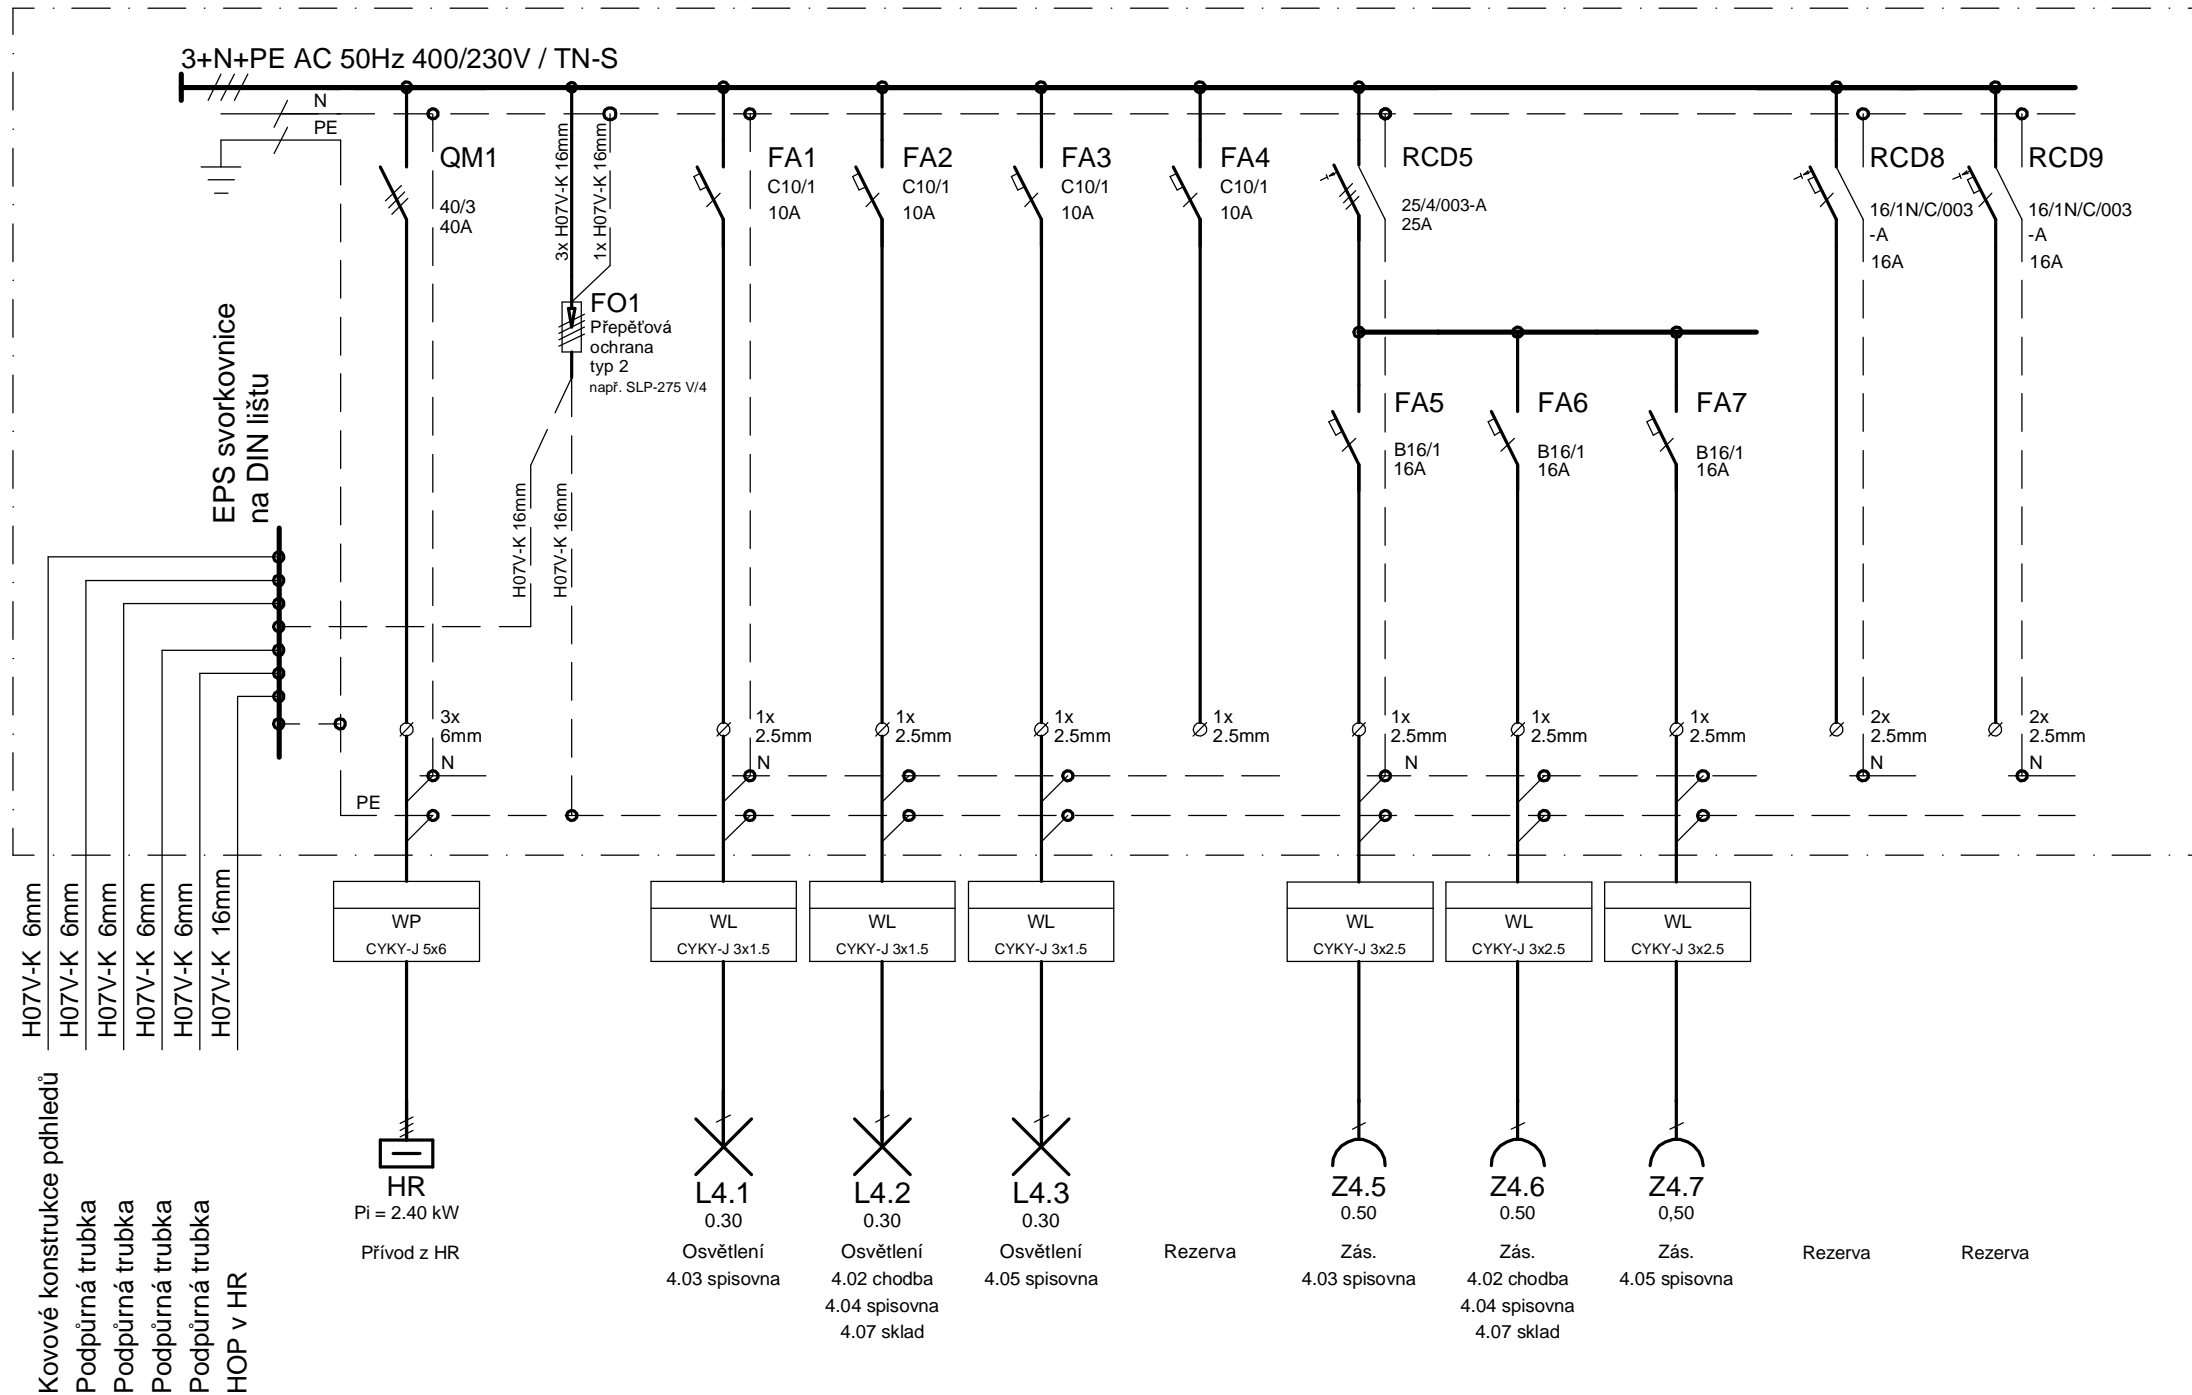 3+N+PE AC 50Hz 400/230V / TN-S
N
PE
QM1
40/3
40A
3x H07V-K 16mm
1x H07V-K 16mm
FO1
Přepěťová
ochrana
typ 2
např. SLP-275 V/4
H07V-K 16mm
H07V-K 16mm
FA1
C10/1
10A
FA2
C10/1
10A
FA3
C10/1
10A
FA4
C10/1
10A
RCD5
25/4/003-A
25A
RCD8
16/1N/C/003
-A
16A
RCD9
16/1N/C/003
-A
16A
FA5
B16/1
16A
FA6
B16/1
16A
FA7
B16/1
16A
EPS svorkovnice
na DIN lištu
3x
6mm
N
PE
1x
2.5mm
N
1x
2.5mm
1x
2.5mm
1x
2.5mm
1x
2.5mm
N
1x
2.5mm
1x
2.5mm
2x
2.5mm
N
2x
2.5mm
N
H07V-K 6mm
H07V-K 6mm
H07V-K 6mm
H07V-K 6mm
H07V-K 6mm
H07V-K 16mm
Kovové konstrukce pdhledů
Podpůrná trubka
Podpůrná trubka
Podpůrná trubka
Podpůrná trubka
HOP v HR
WP
CYKY-J 5x6
WL
CYKY-J 3x1.5
WL
CYKY-J 3x1.5
WL
CYKY-J 3x1.5
WL
CYKY-J 3x2.5
WL
CYKY-J 3x2.5
WL
CYKY-J 3x2.5
HR
Pi = 2.40 kW
Přívod z HR
L4.1
0.30
Osvětlení
4.03 spisovna
L4.2
0.30
Osvětlení
4.02 chodba
4.04 spisovna
4.07 sklad
L4.3
0.30
Osvětlení
4.05 spisovna
Rezerva
Z4.5
0.50
Zás.
4.03 spisovna
Z4.6
0.50
Zás.
4.02 chodba
4.04 spisovna
4.07 sklad
Z4.7
0,50
Zás.
4.05 spisovna
Rezerva
Rezerva